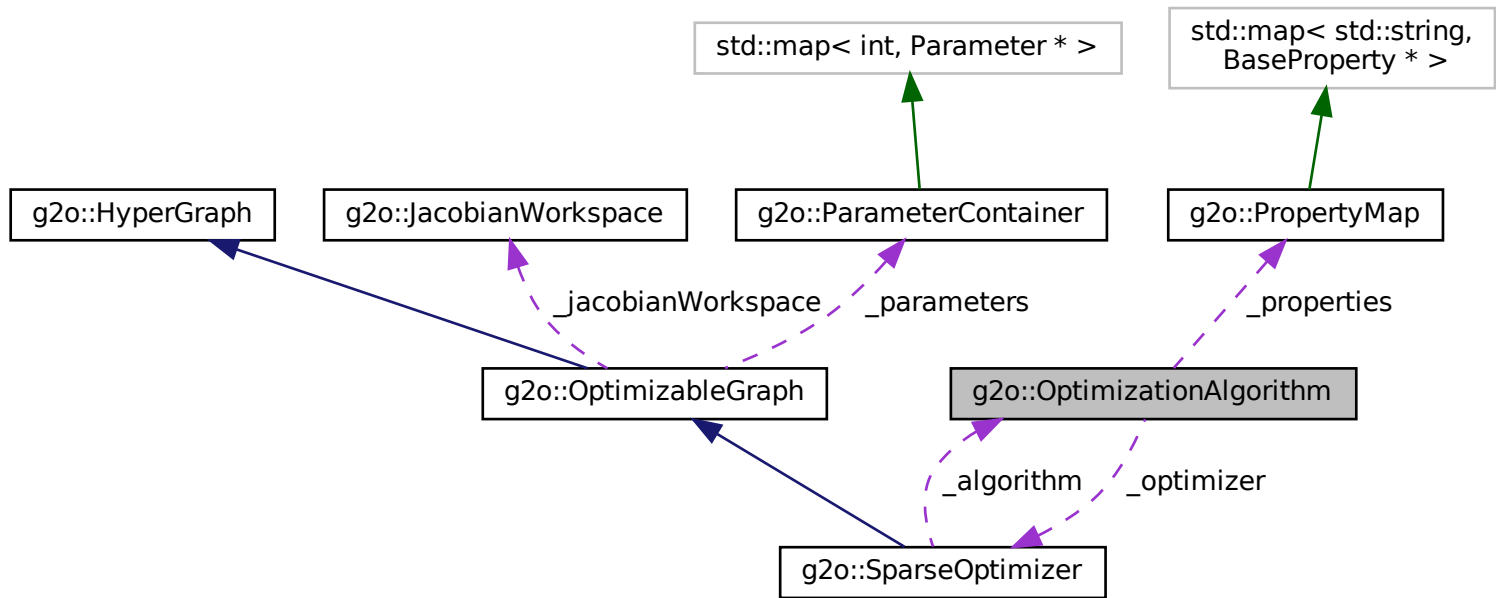 std::map< int, Parameter * >
std::map< std::string,
BaseProperty * >
g2o::HyperGraph
g2o::JacobianWorkspace
g2o::ParameterContainer
g2o::PropertyMap
_jacobianWorkspace
_parameters
_properties
g2o::OptimizableGraph
g2o::OptimizationAlgorithm
_algorithm
_optimizer
g2o::SparseOptimizer